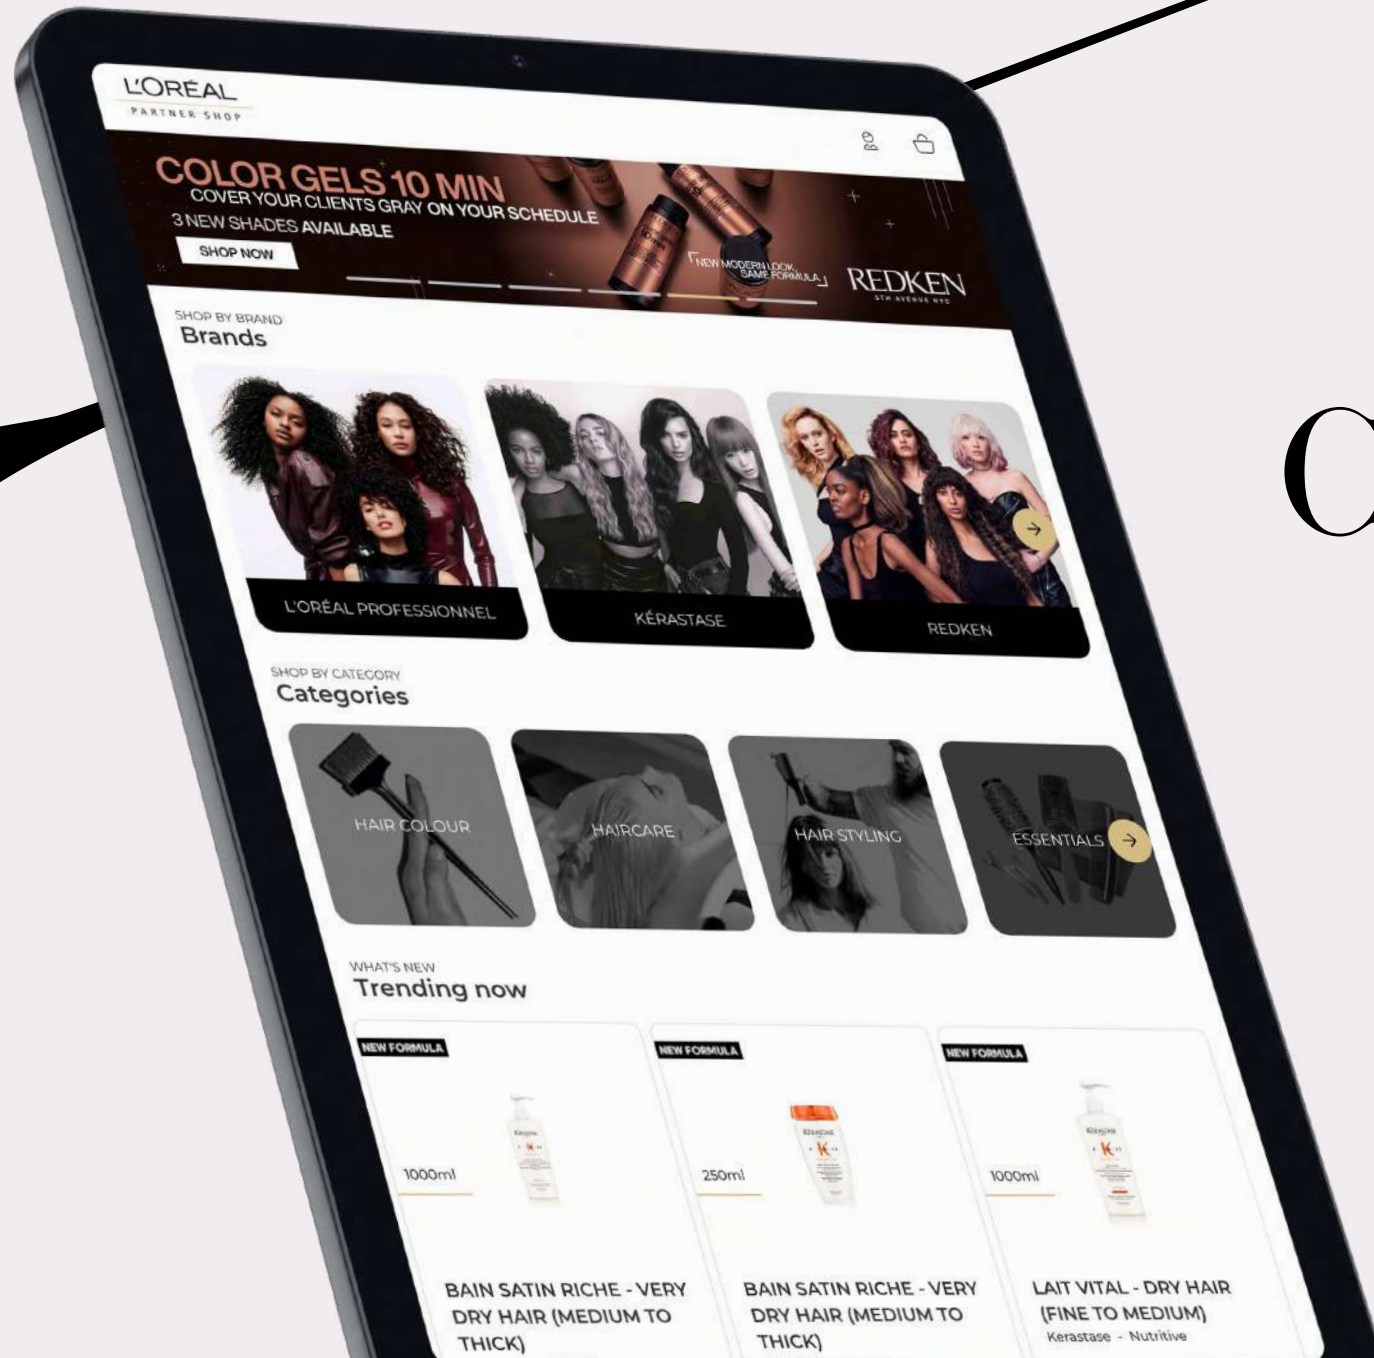 L'ORÉAL
PARTNER SHOP
COLOR GELS 10 MIN
COVER YOUR CLIENTS GRAY ON YOUR SCHEDULE
3 NEW SHADES AVAILABLE
SHOP NOW
NEW MODERN LOOK,
SAME FORMULA
REDKEN
5TH AVENUE NYC
SHOP BY BRAND
Brands
L'ORÉAL PROFESSIONNEL
KÉRASTASE
REDKEN
SHOP BY CATEGORY
Categories
HAIR COLOUR
HAIRCARE
HAIR STYLING
ESSENTIALS
WHAT'S NEW
Trending now
NEW FORMULA
NEW FORMULA
NEW FORMULA
KERASTASE
K
1000ml
KERASTASE
K
250ml
KERASTASE
K
1000ml
BAIN SATIN RICHE - VERY
DRY HAIR (MEDIUM TO
THICK)
BAIN SATIN RICHE - VERY
DRY HAIR (MEDIUM TO
THICK)
LAIT VITAL - DRY HAIR
(FINE TO MEDIUM)
Kerastase - Nutritive
C